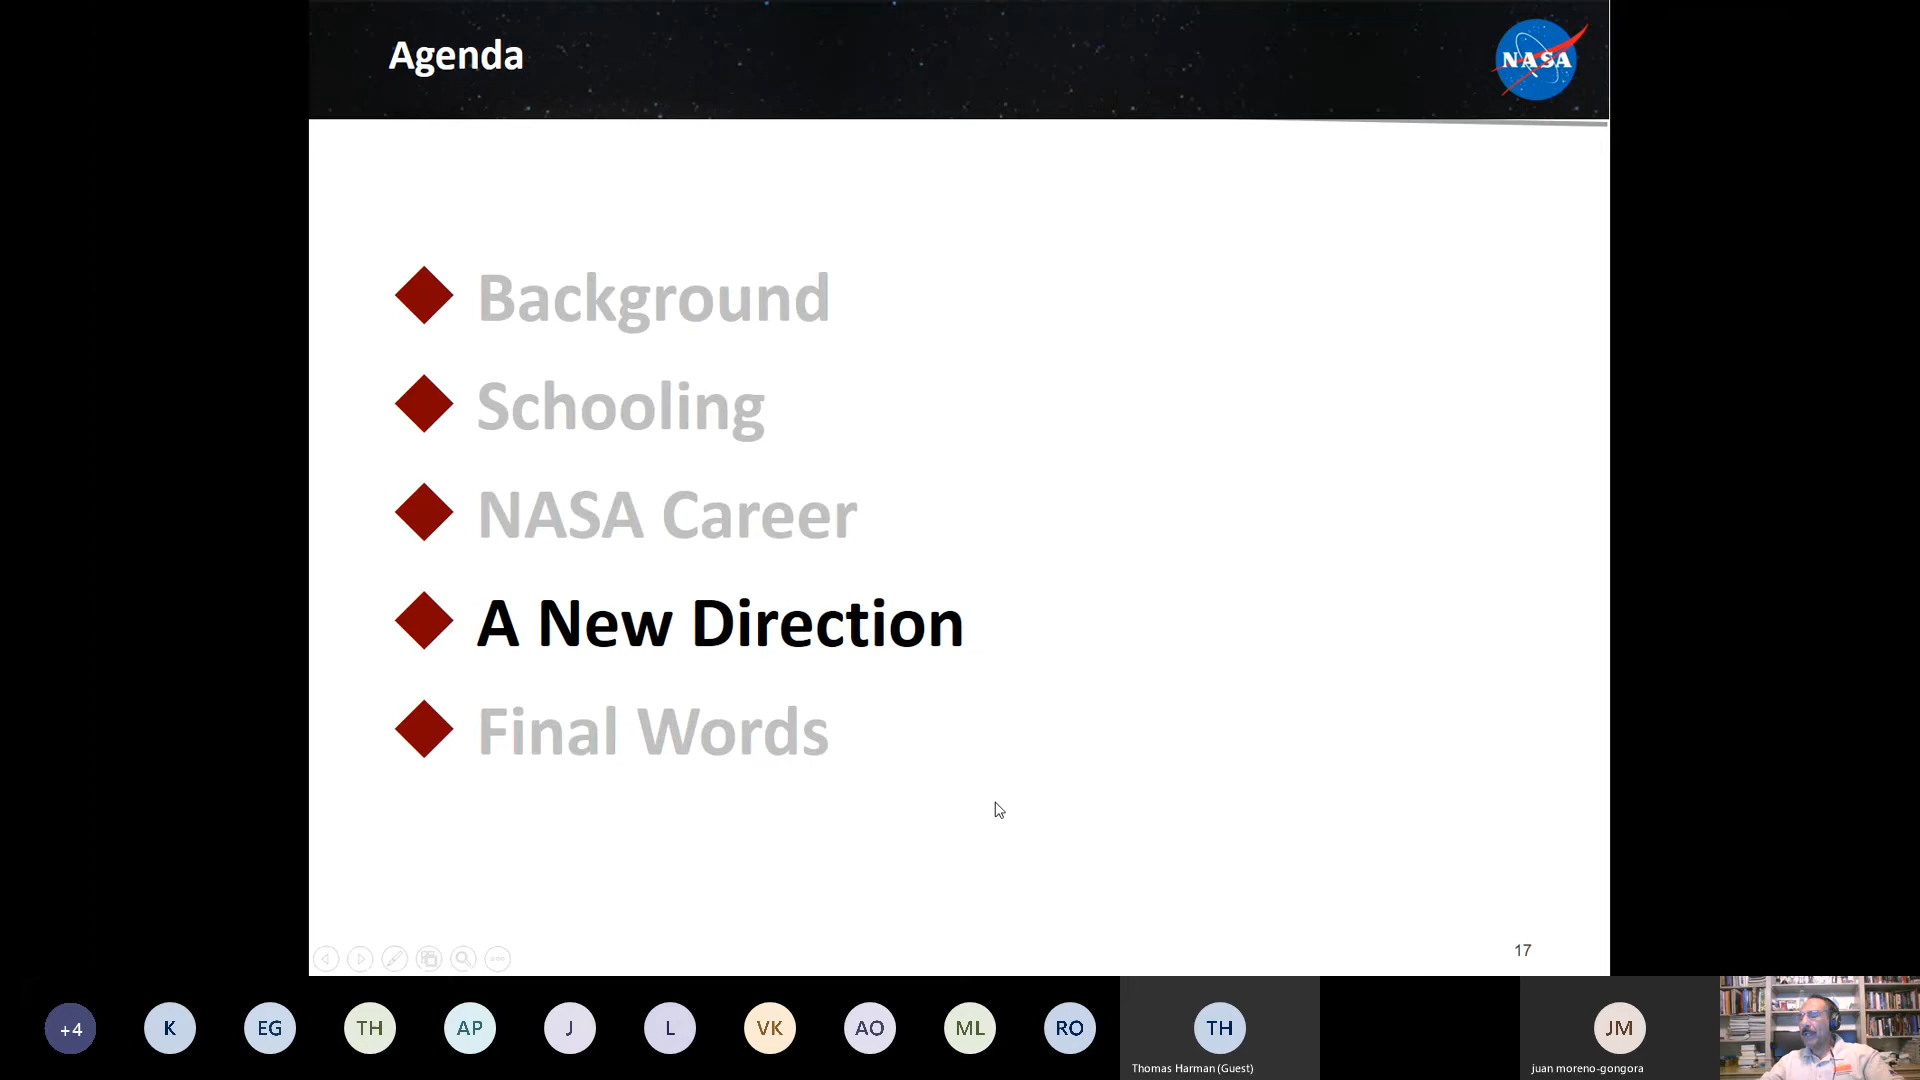 Agenda
NASA
Background
Schooling
NASA Career
A New Direction
Final Words
17
+4
K
EG
TH
AP
J
L
VK
AO
ML
RO
TH
JM
Thomas Harman (Guest)
juan moreno-gongora